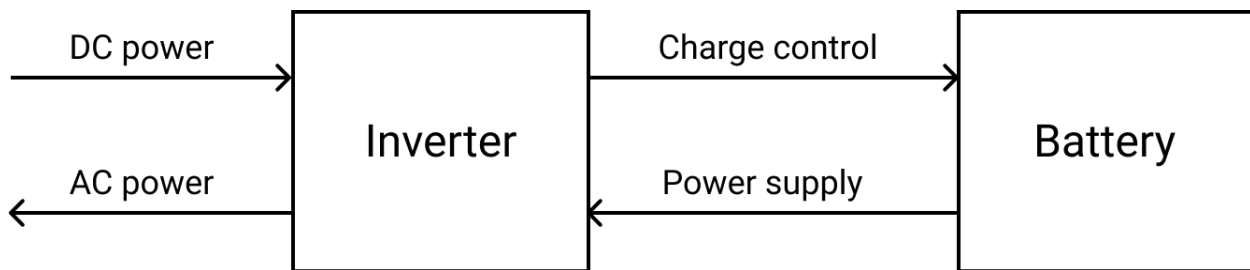 DC power
Charge control
Inverter
Battery
AC power
Power supply